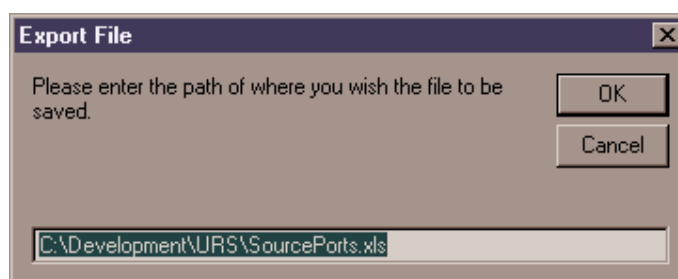 Export File
Please enter the path of where you wish the file to be
saved.
OK
Cancel
C:\Development\URS\SourcePorts.xls